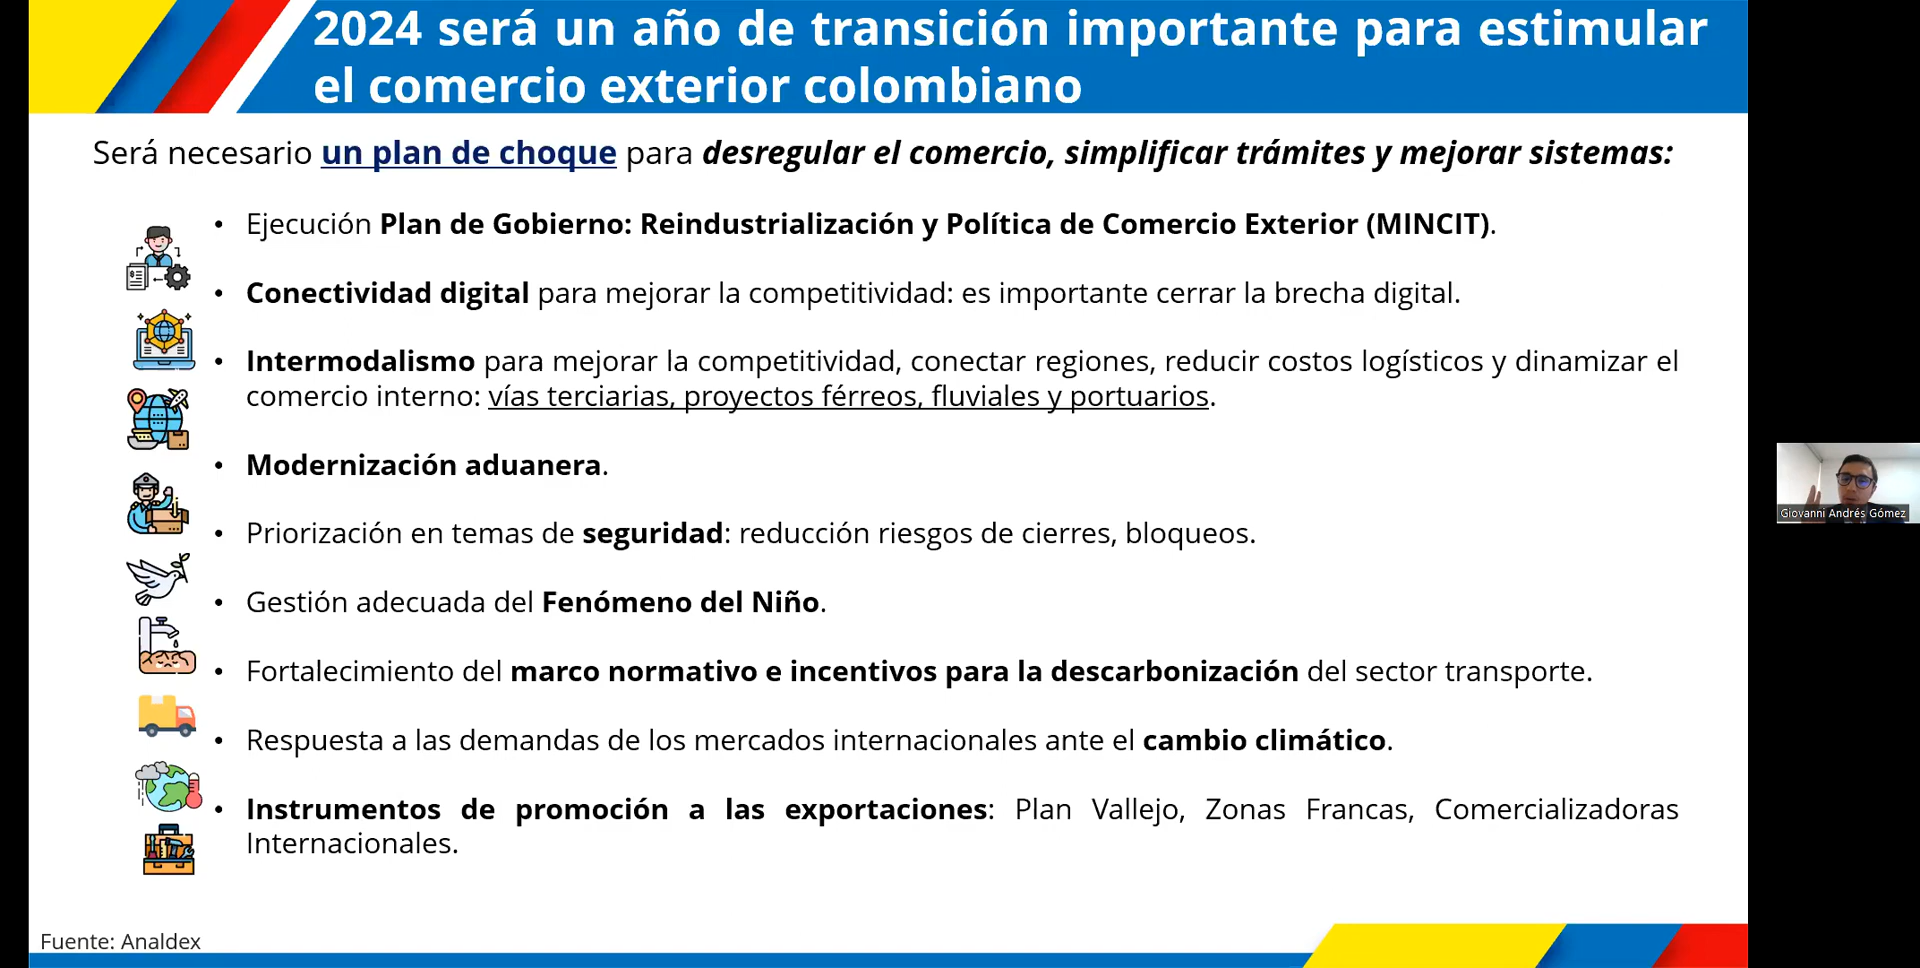 2024 será un año de transición importante para estimular
el comercio exterior colombiano
Será necesario un plan de choque para desregular el comercio, simplificar trámites y mejorar sistemas:
• Ejecución Plan de Gobierno: Reindustrialización y Política de Comercio Exterior (MINCIT).
• Conectividad digital para mejorar la competitividad: es importante cerrar la brecha digital.
• Intermodalismo para mejorar la competitividad, conectar regiones, reducir costos logísticos y dinamizar el
comercio interno: vías terciarias, proyectos férreos, fluviales y portuarios.
• Modernización aduanera.
• Priorización en temas de seguridad: reducción riesgos de cierres, bloqueos.
• Gestión adecuada del Fenómeno del Niño.
• Fortalecimiento del marco normativo e incentivos para la descarbonización del sector transporte.
• Respuesta a las demandas de los mercados internacionales ante el cambio climático.
• Instrumentos de promoción a las exportaciones: Plan Vallejo, Zonas Francas, Comercializadoras
Internacionales.
Fuente: Analdex
Giovanni Andrés Gómez